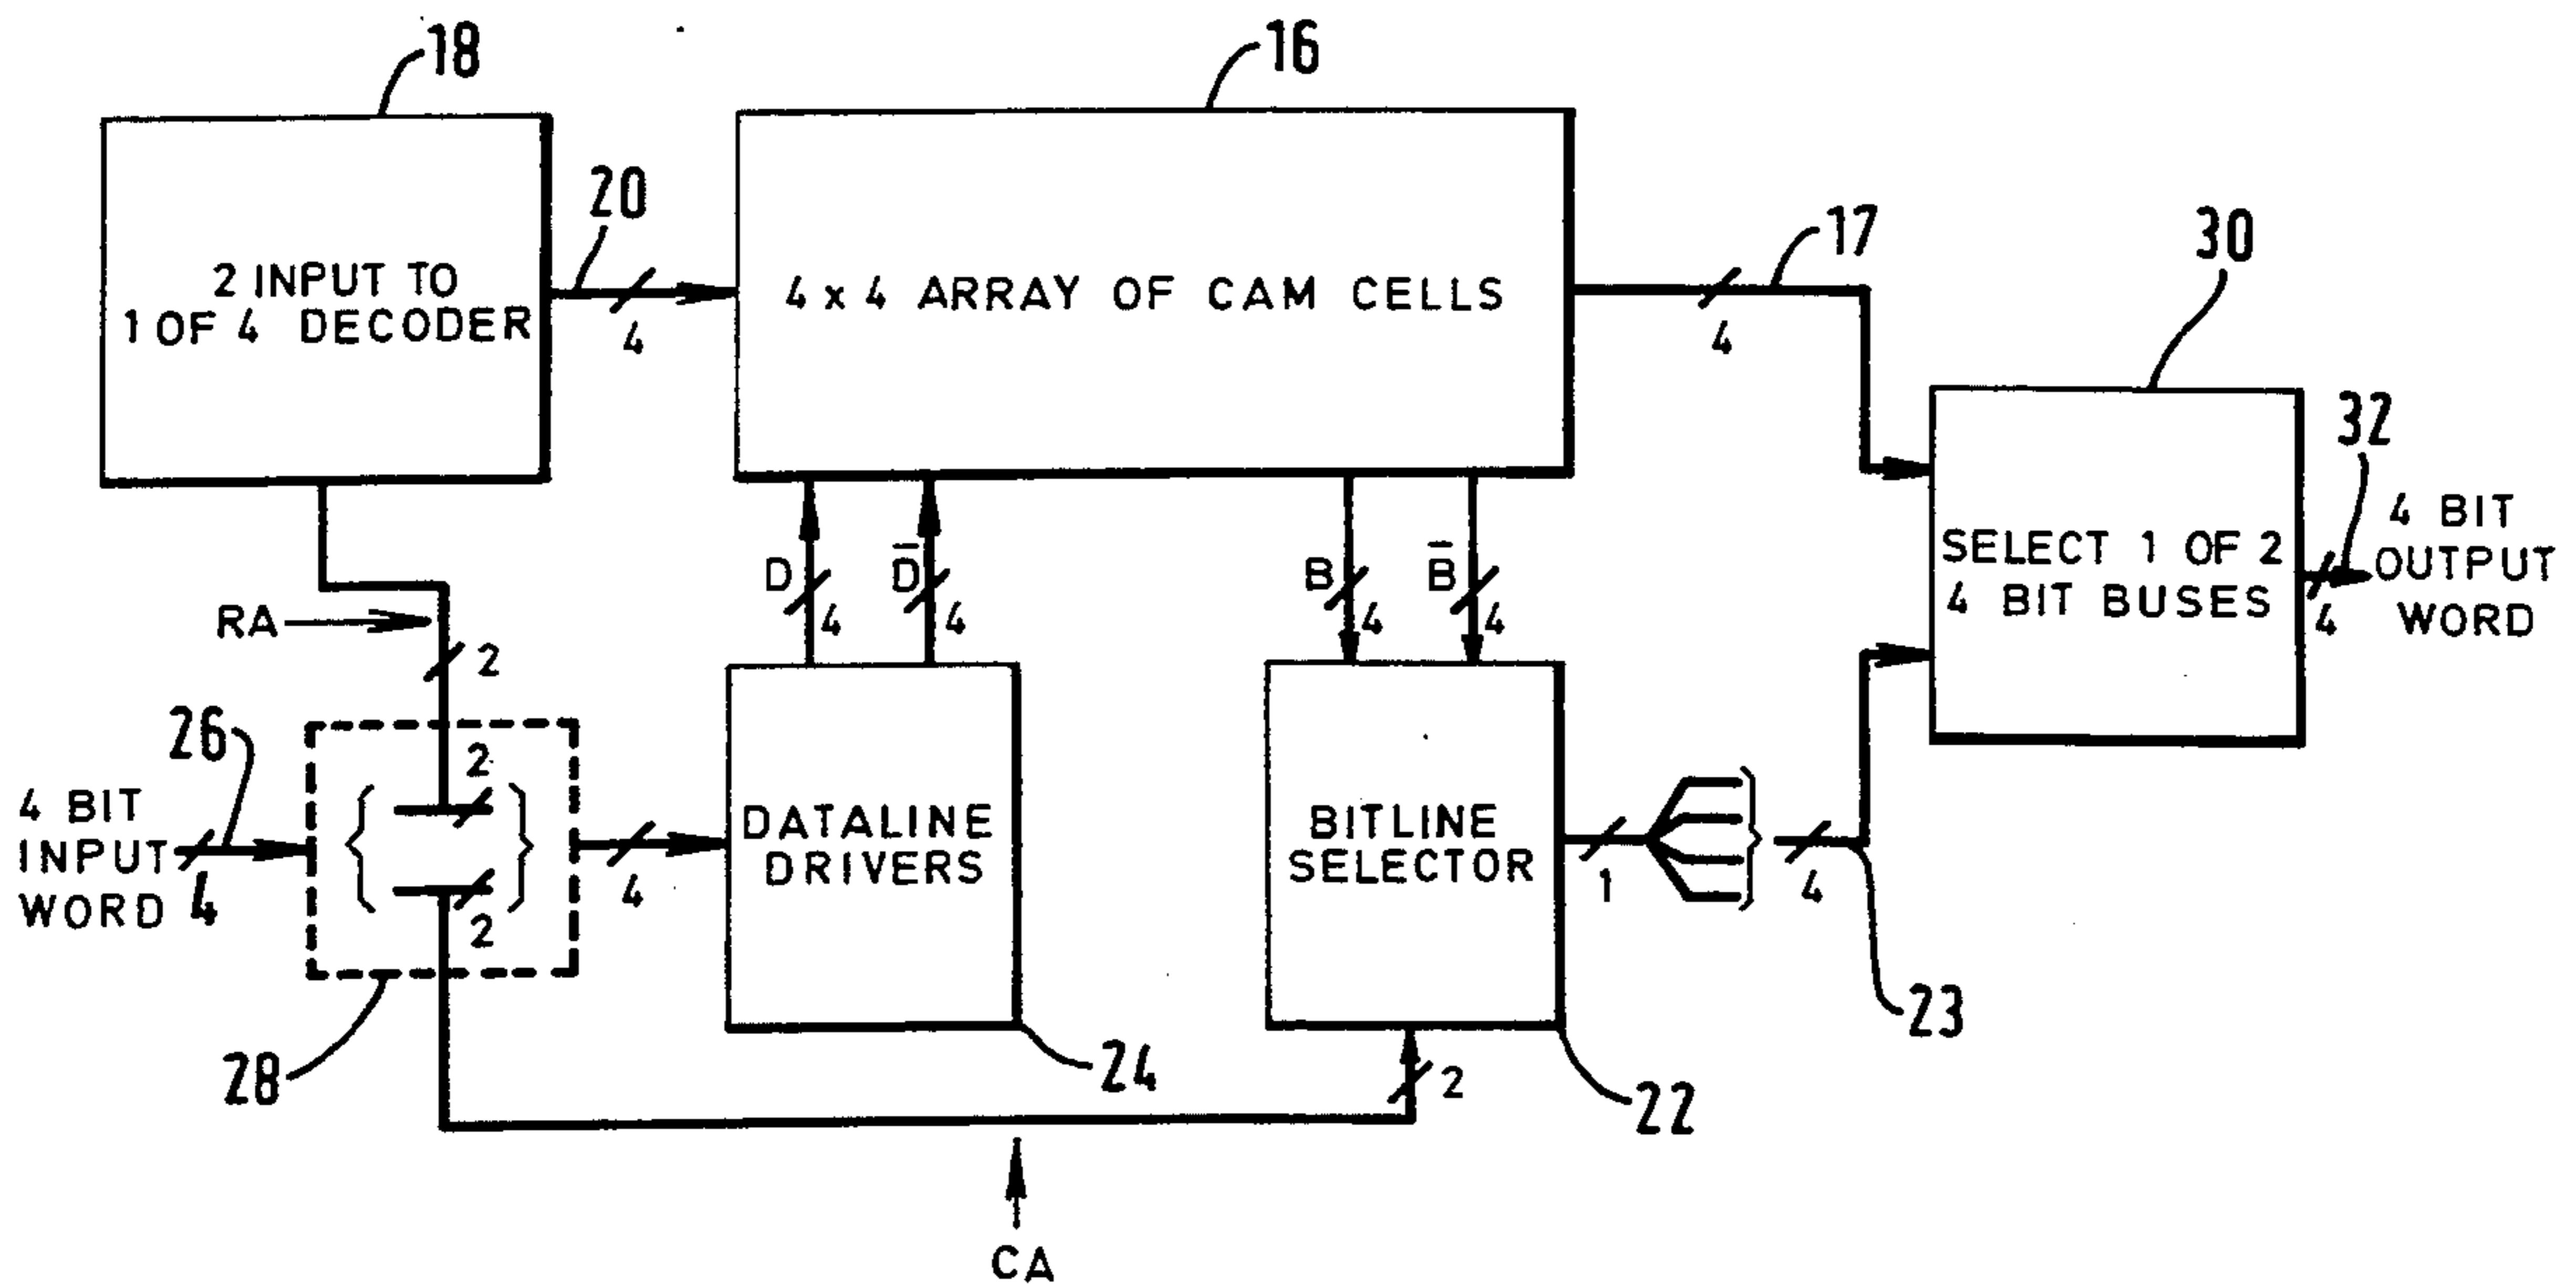 18
16
20
17
30
2 INPUT TO
1 OF 4 DECODER
4
4 x 4 ARRAY OF CAM CELLS
4
32
4 BIT
OUTPUT
WORD
SELECT 1 OF 2
4 BIT BUSES
4
D
4
D̄
4
B
4
B̄
4
RA
2
26
2
4 BIT
INPUT
WORD
4
2
4
DATALINE
DRIVERS
BITLINE
SELECTOR
1
4
23
28
24
2
22
CA